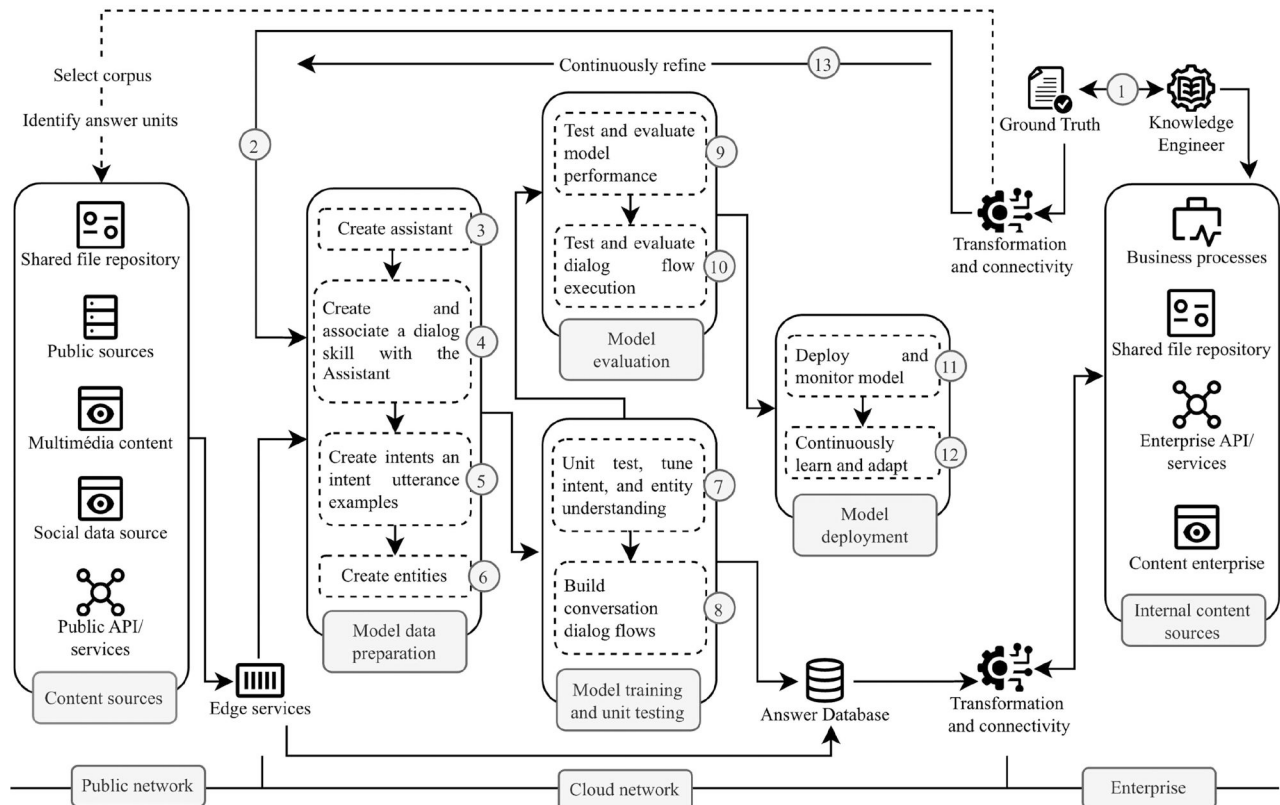 Select corpus
Identify answer units
Continuously refine
13
1
Ground Truth
Knowledge
Engineer
2
Shared file repository
Public sources
Multimédia content
Social data source
Public API/
services
Content sources
Edge services
Create assistant
3
Create and
associate a dialog
skill with the
Assistant
4
Create intents an
intent utterance
examples
5
Create entities
6
Model data
preparation
Test and evaluate
model
performance
9
Test and evaluate
dialog flow
execution
10
Model
evaluation
Unit test, tune
intent, and entity
understanding
7
Build
conversation
dialog flows
8
Model training
and unit testing
Deploy and
monitor model
11
Continuously
learn and adapt
12
Model
deployment
Transformation
and connectivity
Answer Database
Transformation
and connectivity
Business processes
Shared file repository
Enterprise API/
services
Content enterprise
Internal content
sources
Public network
Cloud network
Enterprise